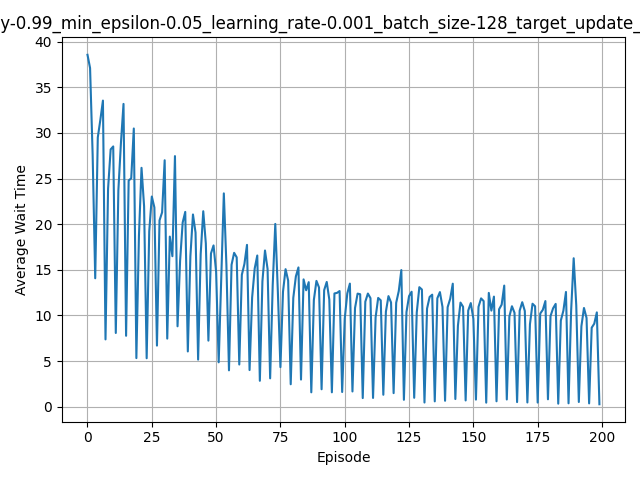 y-0.99_min_epsilon-0.05_learning_rate-0.001_batch_size-128_target_update_
40
35
30
25
20
15
10
5
0
Average Wait Time
0 25 50 75 100 125 150 175 200
Episode